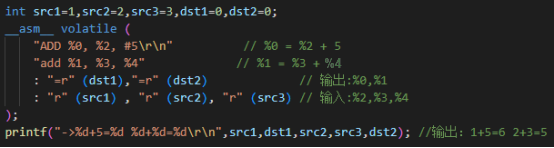 int src1=1,src2=2,src3=3,dst1=0,dst2=0;
__asm__ volatile (
    "ADD %0, %2, #5\r\n"          // %0 = %2 + 5
    "add %1, %3, %4"             // %1 = %3 + %4
    : "=r" (dst1),"=r" (dst2)              // 输出:%0,%1
    : "r" (src1) , "r" (src2), "r" (src3) // 输入:%2,%3,%4
);
printf("->%d+5=%d %d+%d=%d\r\n",src1,dst1,src2,src3,dst2); //输出: 1+5=6 2+3=5